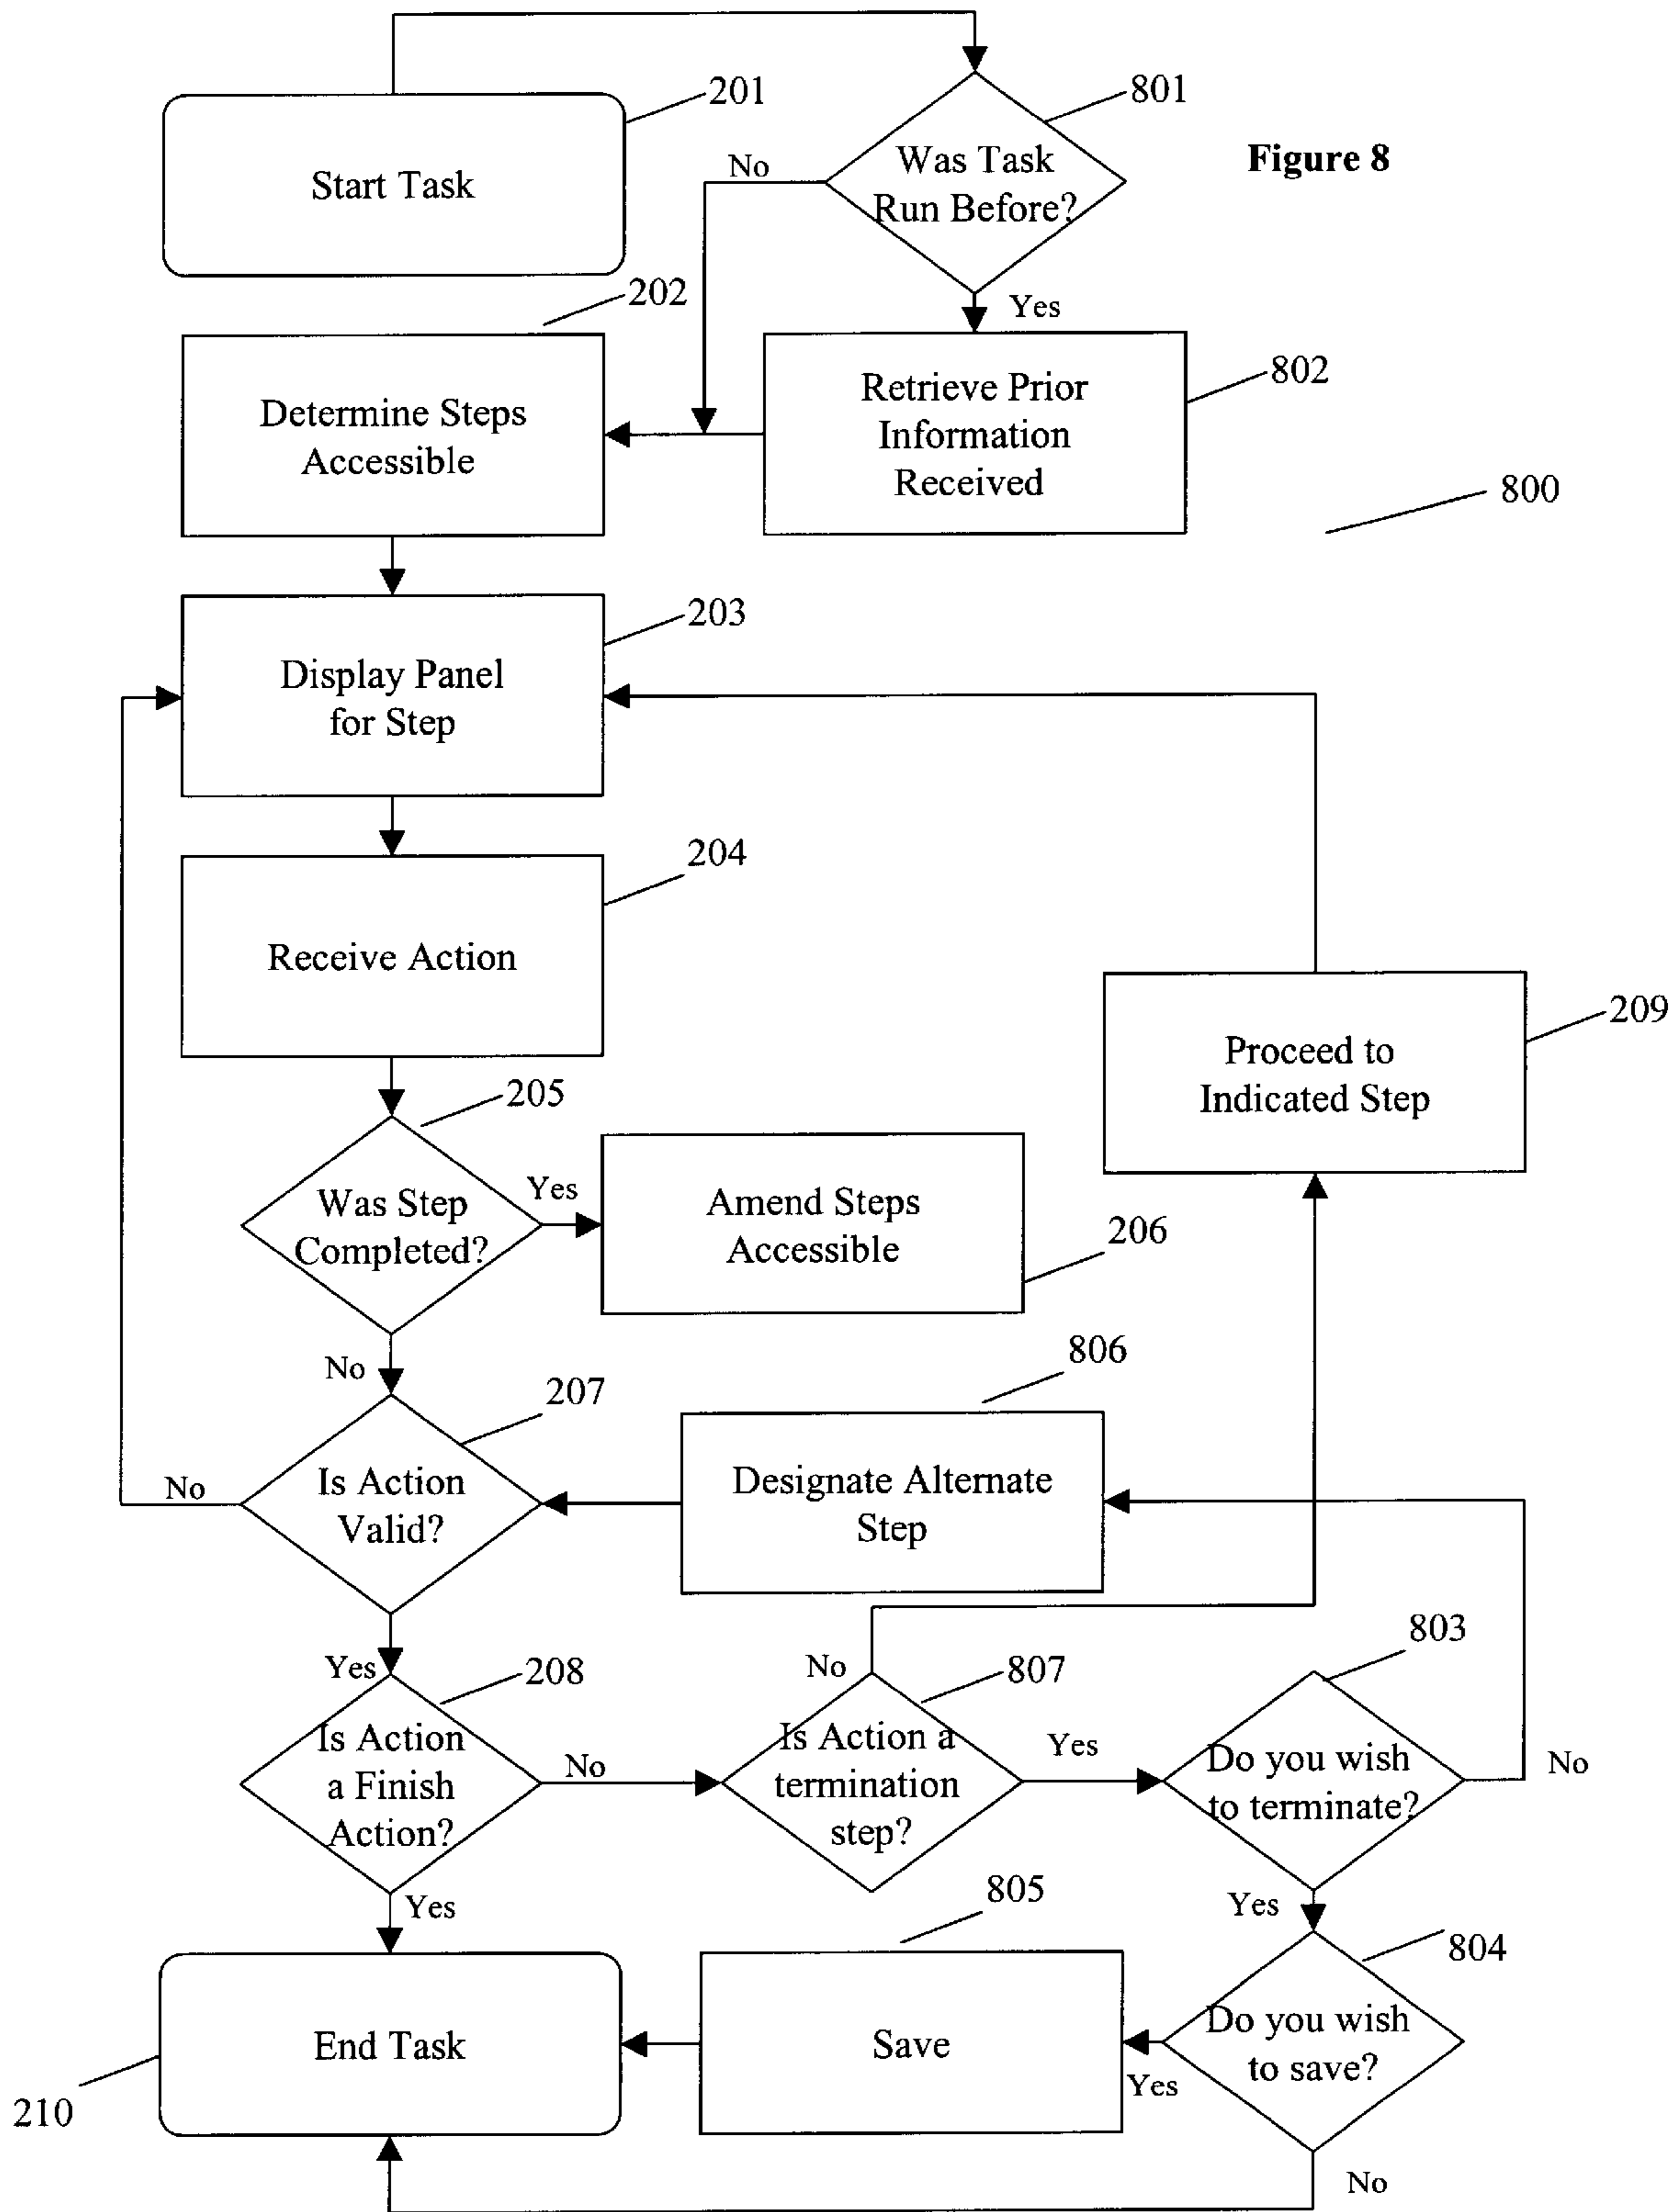 201
801
Start Task
No
Was Task
Run Before?
Figure 8
Yes
202
Determine Steps
Accessible
Retrieve Prior
Information
Received
802
800
203
Display Panel
for Step
204
Receive Action
209
Proceed to
Indicated Step
205
Was Step
Completed?
Yes
Amend Steps
Accessible
206
No
806
207
Is Action
Valid?
No
Designate Alternate
Step
Yes
208
Is Action
a Finish
Action?
No
No
807
Is Action a
termination
step?
Yes
803
Do you wish
to terminate?
No
Yes
Yes
805
804
End Task
210
Save
Yes
Do you wish
to save?
No